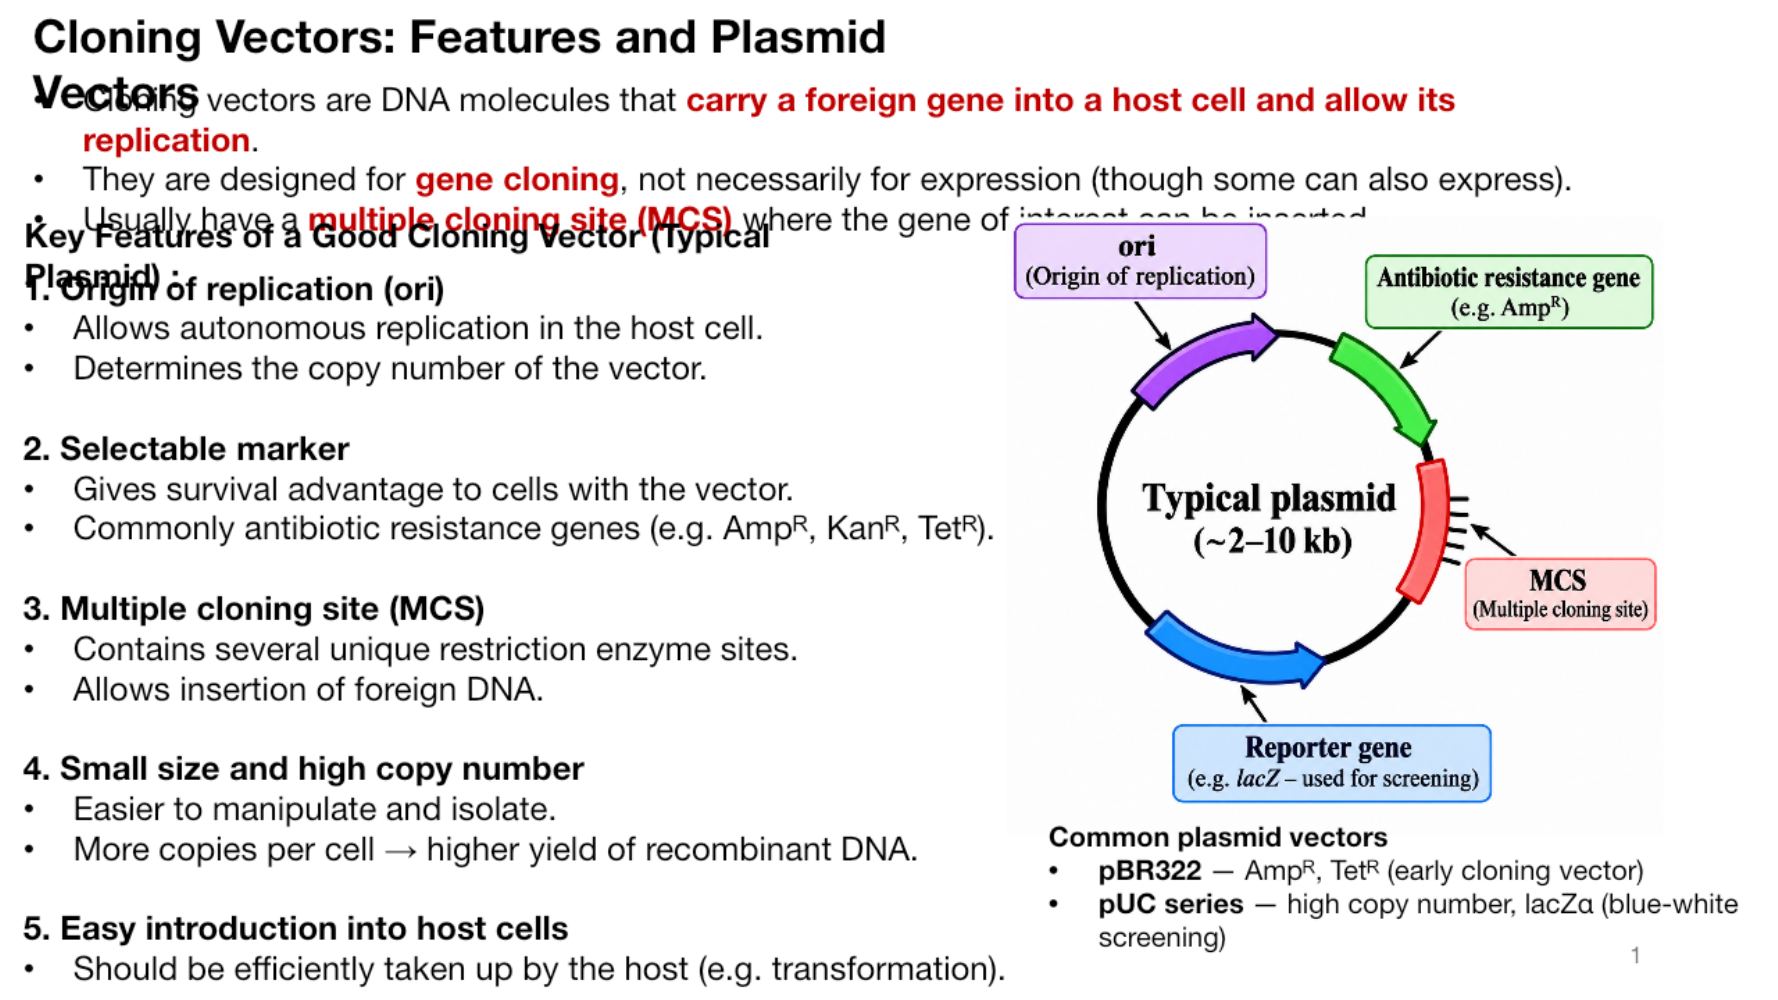 Cloning Vectors: Features and Plasmid
Vectors
• Cloning vectors are DNA molecules that carry a foreign gene into a host cell and allow its
replication.
• They are designed for gene cloning, not necessarily for expression (though some can also express).
• Usually have a multiple cloning site (MCS) where the gene of interest can be inserted
Key Features of a Good Cloning Vector (Typical
Plasmid) :
1. Origin of replication (ori)
• Allows autonomous replication in the host cell.
• Determines the copy number of the vector.
2. Selectable marker
• Gives survival advantage to cells with the vector.
• Commonly antibiotic resistance genes (e.g. Ampᴿ, Kanᴿ, Tetᴿ).
3. Multiple cloning site (MCS)
• Contains several unique restriction enzyme sites.
• Allows insertion of foreign DNA.
4. Small size and high copy number
• Easier to manipulate and isolate.
• More copies per cell → higher yield of recombinant DNA.
5. Easy introduction into host cells
• Should be efficiently taken up by the host (e.g. transformation).
ori
(Origin of replication)
Antibiotic resistance gene
(e.g. Ampᴿ)
Typical plasmid
(~2–10 kb)
MCS
(Multiple cloning site)
Reporter gene
(e.g. lacZ – used for screening)
Common plasmid vectors
• pBR322 — Ampᴿ, Tetᴿ (early cloning vector)
• pUC series — high copy number, lacZα (blue-white
screening)
1